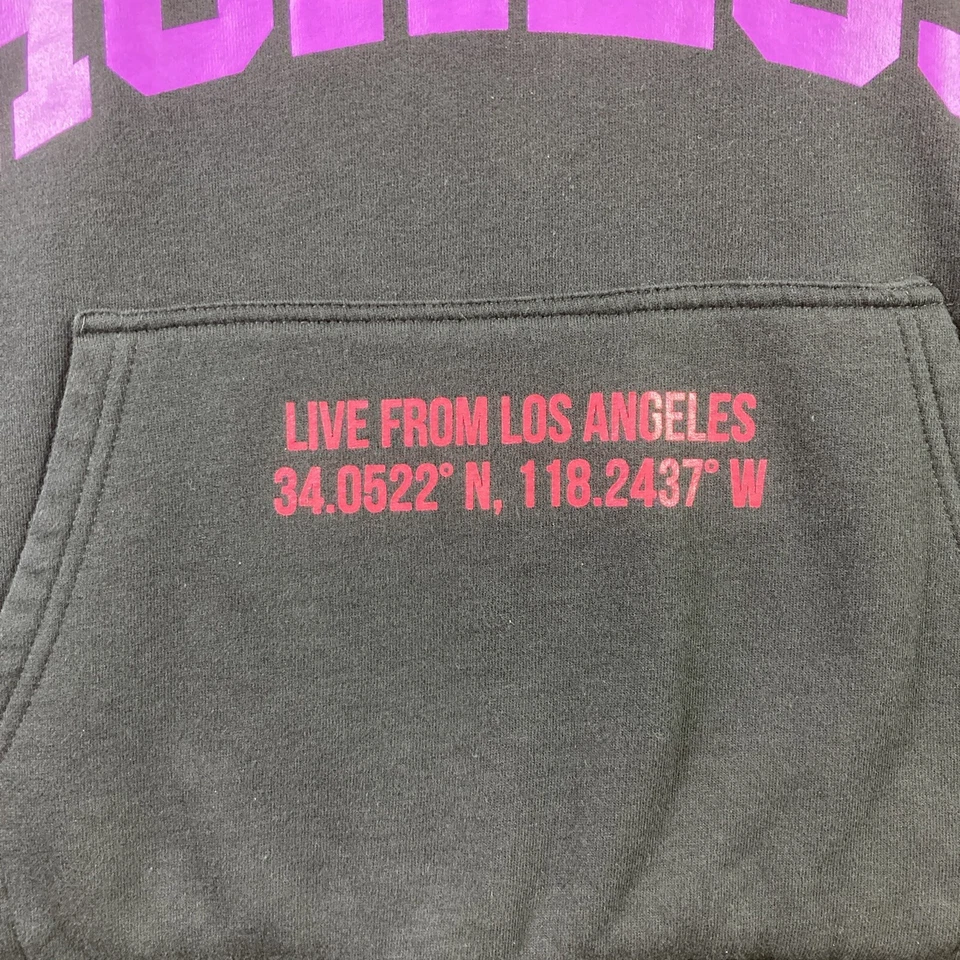 LIVE FROM LOS ANGELES
34.0522° N, 118.2437° W